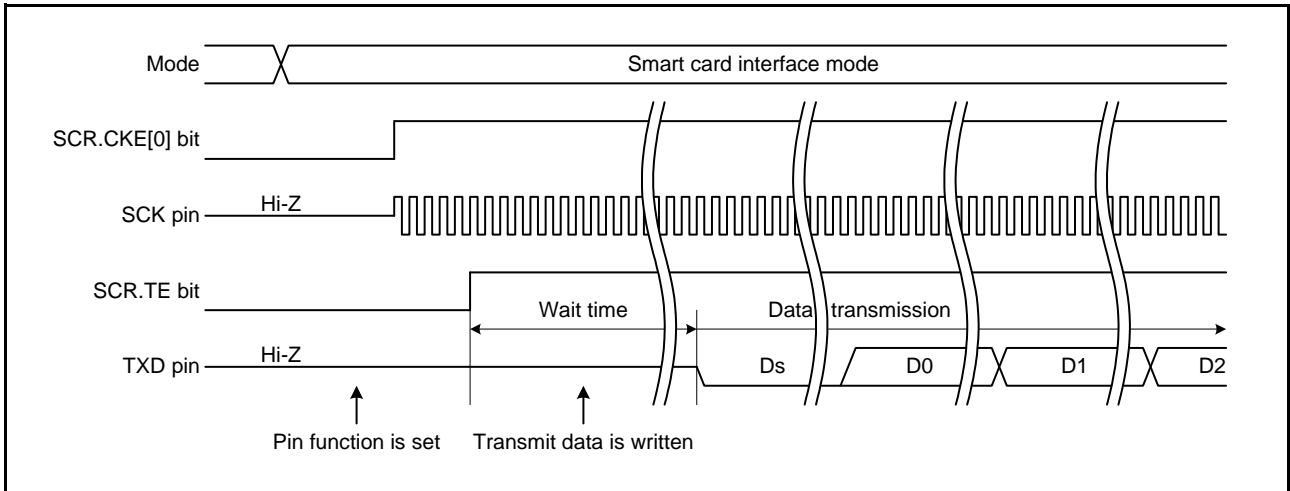 Mode
Smart card interface mode
SCR.CKE[0] bit
SCK pin
Hi-Z
SCR.TE bit
Wait time
Data transmission
TXD pin
Hi-Z
Ds
D0
D1
D2
Pin function is set
Transmit data is written